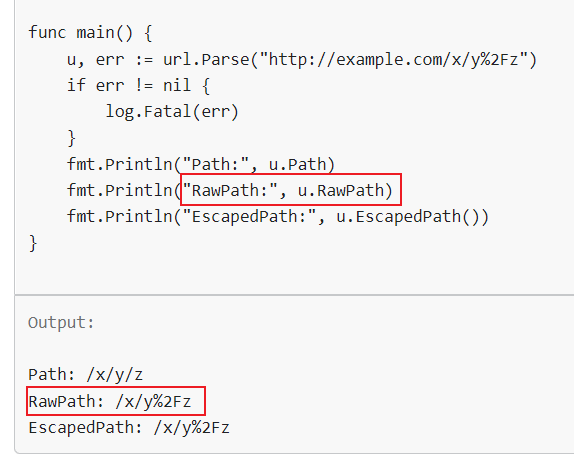 func main() {
    u, err := url.Parse("http://example.com/x/y%2Fz")
    if err != nil {
        log.Fatal(err)
    }
    fmt.Println("Path:", u.Path)
    fmt.Println("RawPath:", u.RawPath)
    fmt.Println("EscapedPath:", u.EscapedPath())
}
Output:
Path: /x/y/z
RawPath: /x/y%2Fz
EscapedPath: /x/y%2Fz